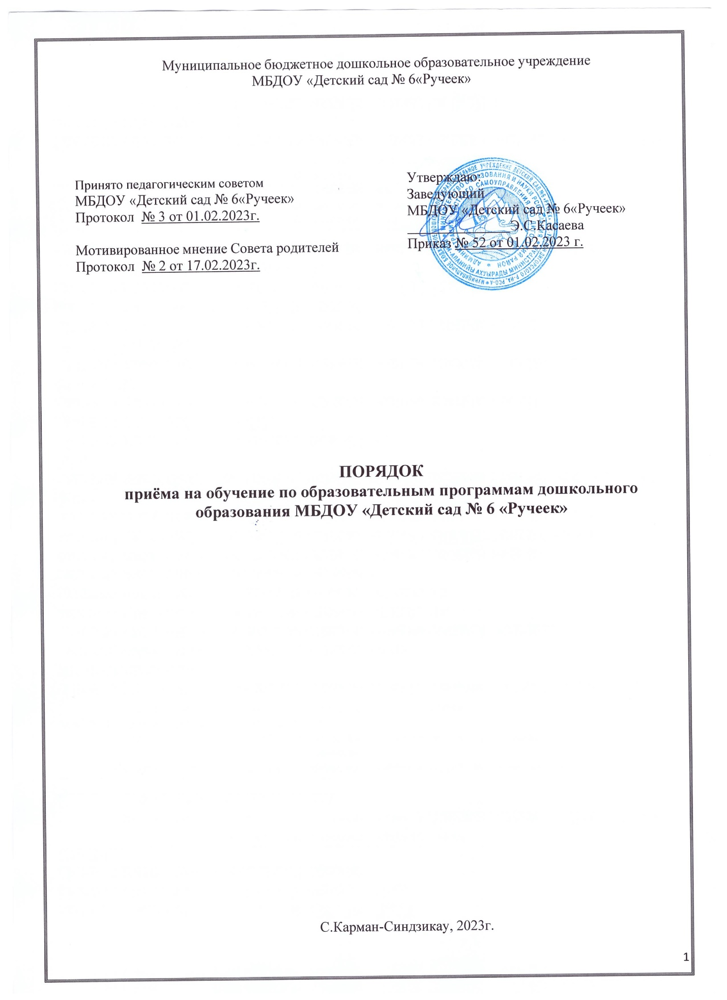 Муниципальное бюджетное дошкольное образовательное учреждение
МБДОУ «Детский сад № 6«Ручеек»
Принято педагогическим советом
МБДОУ «Детский сад № 6«Ручеек»
Протокол № 3 от 01.02.2023г.
Мотивированное мнение Совета родителей
Протокол № 2 от 17.02.2023г.
Утверждаю:
Заведующий
МБДОУ «Детский сад № 6«Ручеек»
Э.С.Касаева
Приказ № 52 от 01.02.2023 г.
ПОРЯДОК
приёма на обучение по образовательным программам дошкольного
образования МБДОУ «Детский сад № 6 «Ручеек»
С.Карман-Синдзикау, 2023г.
1